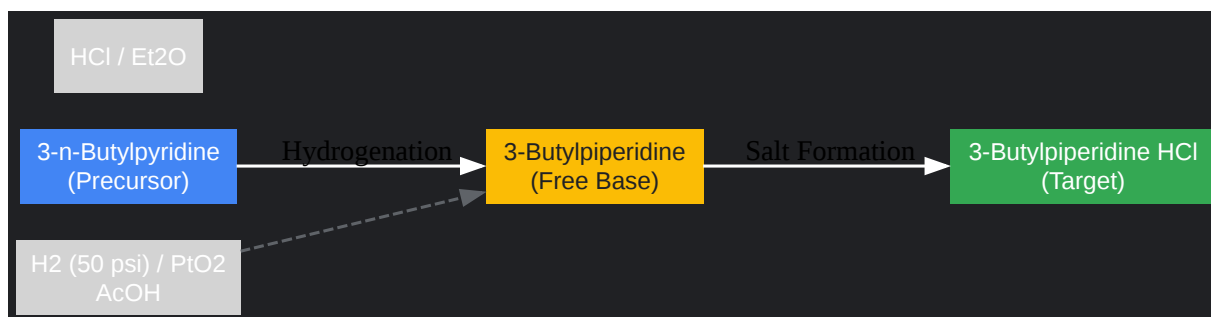 HCl / Et2O
3-n-Butylpyridine
(Precursor)
Hydrogenation
3-Butylpiperidine
(Free Base)
Salt Formation
3-Butylpiperidine HCl
(Target)
H2 (50 psi) / PtO2
AcOH